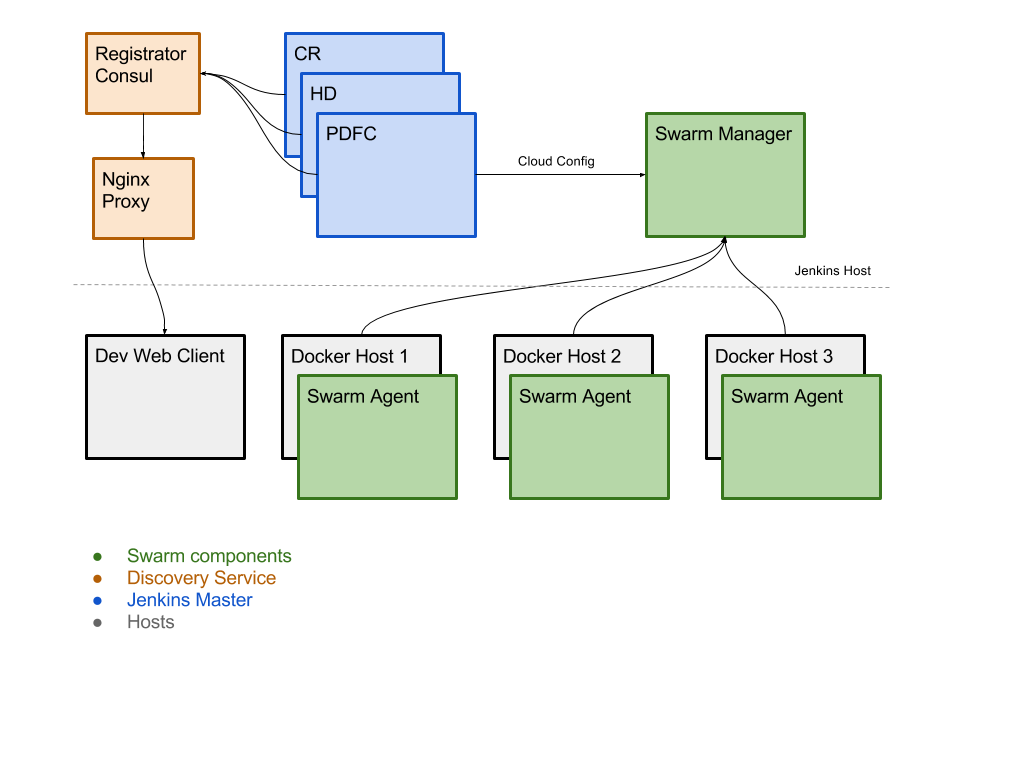 Registrator
Consul
CR
HD
PDFC
Swarm Manager
Cloud Config
Nginx
Proxy
Jenkins Host
Dev Web Client
Docker Host 1
Docker Host 2
Docker Host 3
Swarm Agent
Swarm Agent
Swarm Agent
● Swarm components
● Discovery Service
● Jenkins Master
● Hosts